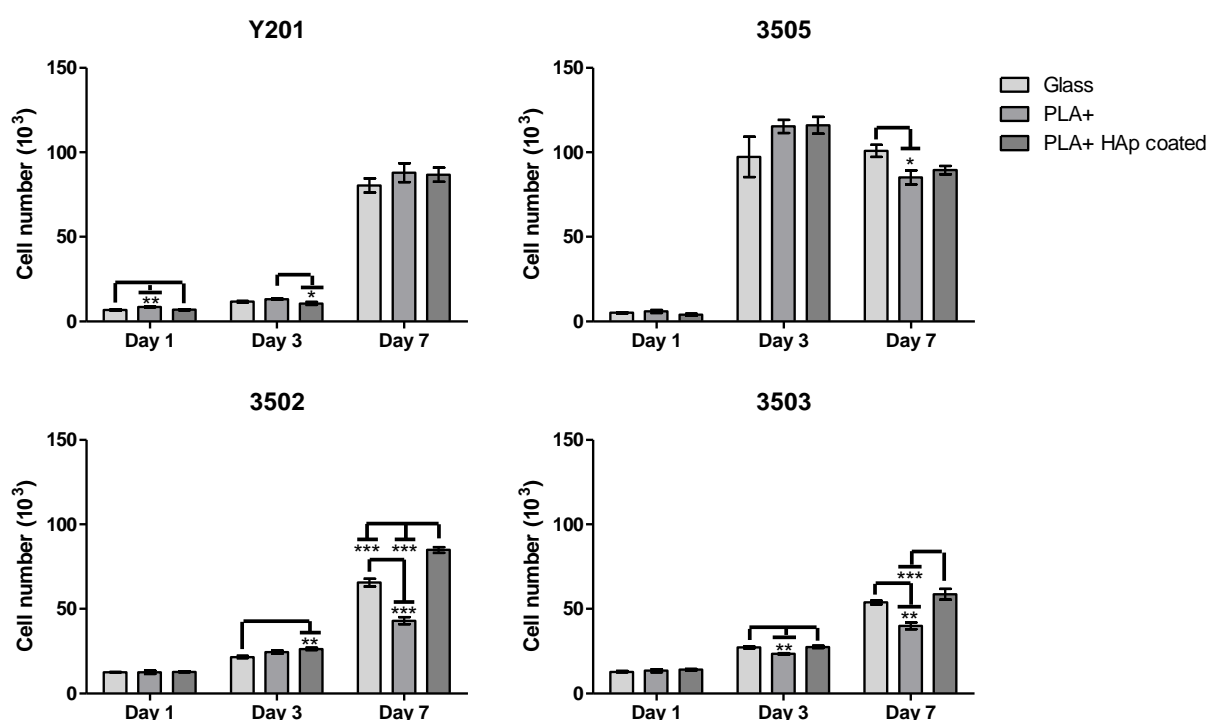 Y201
150
100
50
0
Cell number (10³)
**
*
Day 1 Day 3 Day 7
3505
150
100
50
0
Cell number (10³)
*
Day 1 Day 3 Day 7
Glass
PLA+
PLA+ HAp coated
3502
150
100
50
0
Cell number (10³)
*** ***
***
**
Day 1 Day 3 Day 7
3503
150
100
50
0
Cell number (10³)
***
**
**
Day 1 Day 3 Day 7